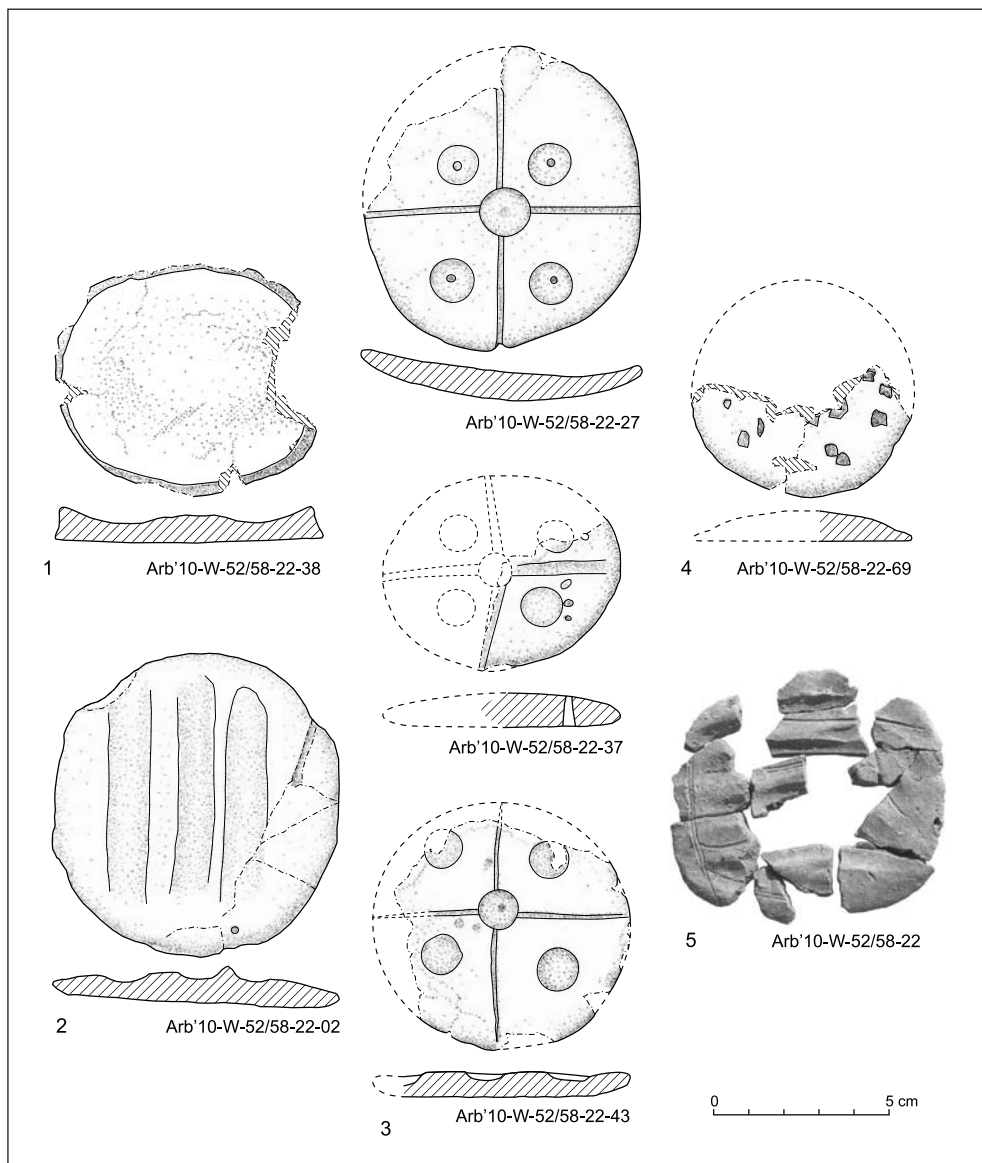 Arb'10-W-52/58-22-27
1 Arb'10-W-52/58-22-38
4 Arb'10-W-52/58-22-69
Arb'10-W-52/58-22-37
2 Arb'10-W-52/58-22-02
5 Arb'10-W-52/58-22
3 Arb'10-W-52/58-22-43
0 5 cm